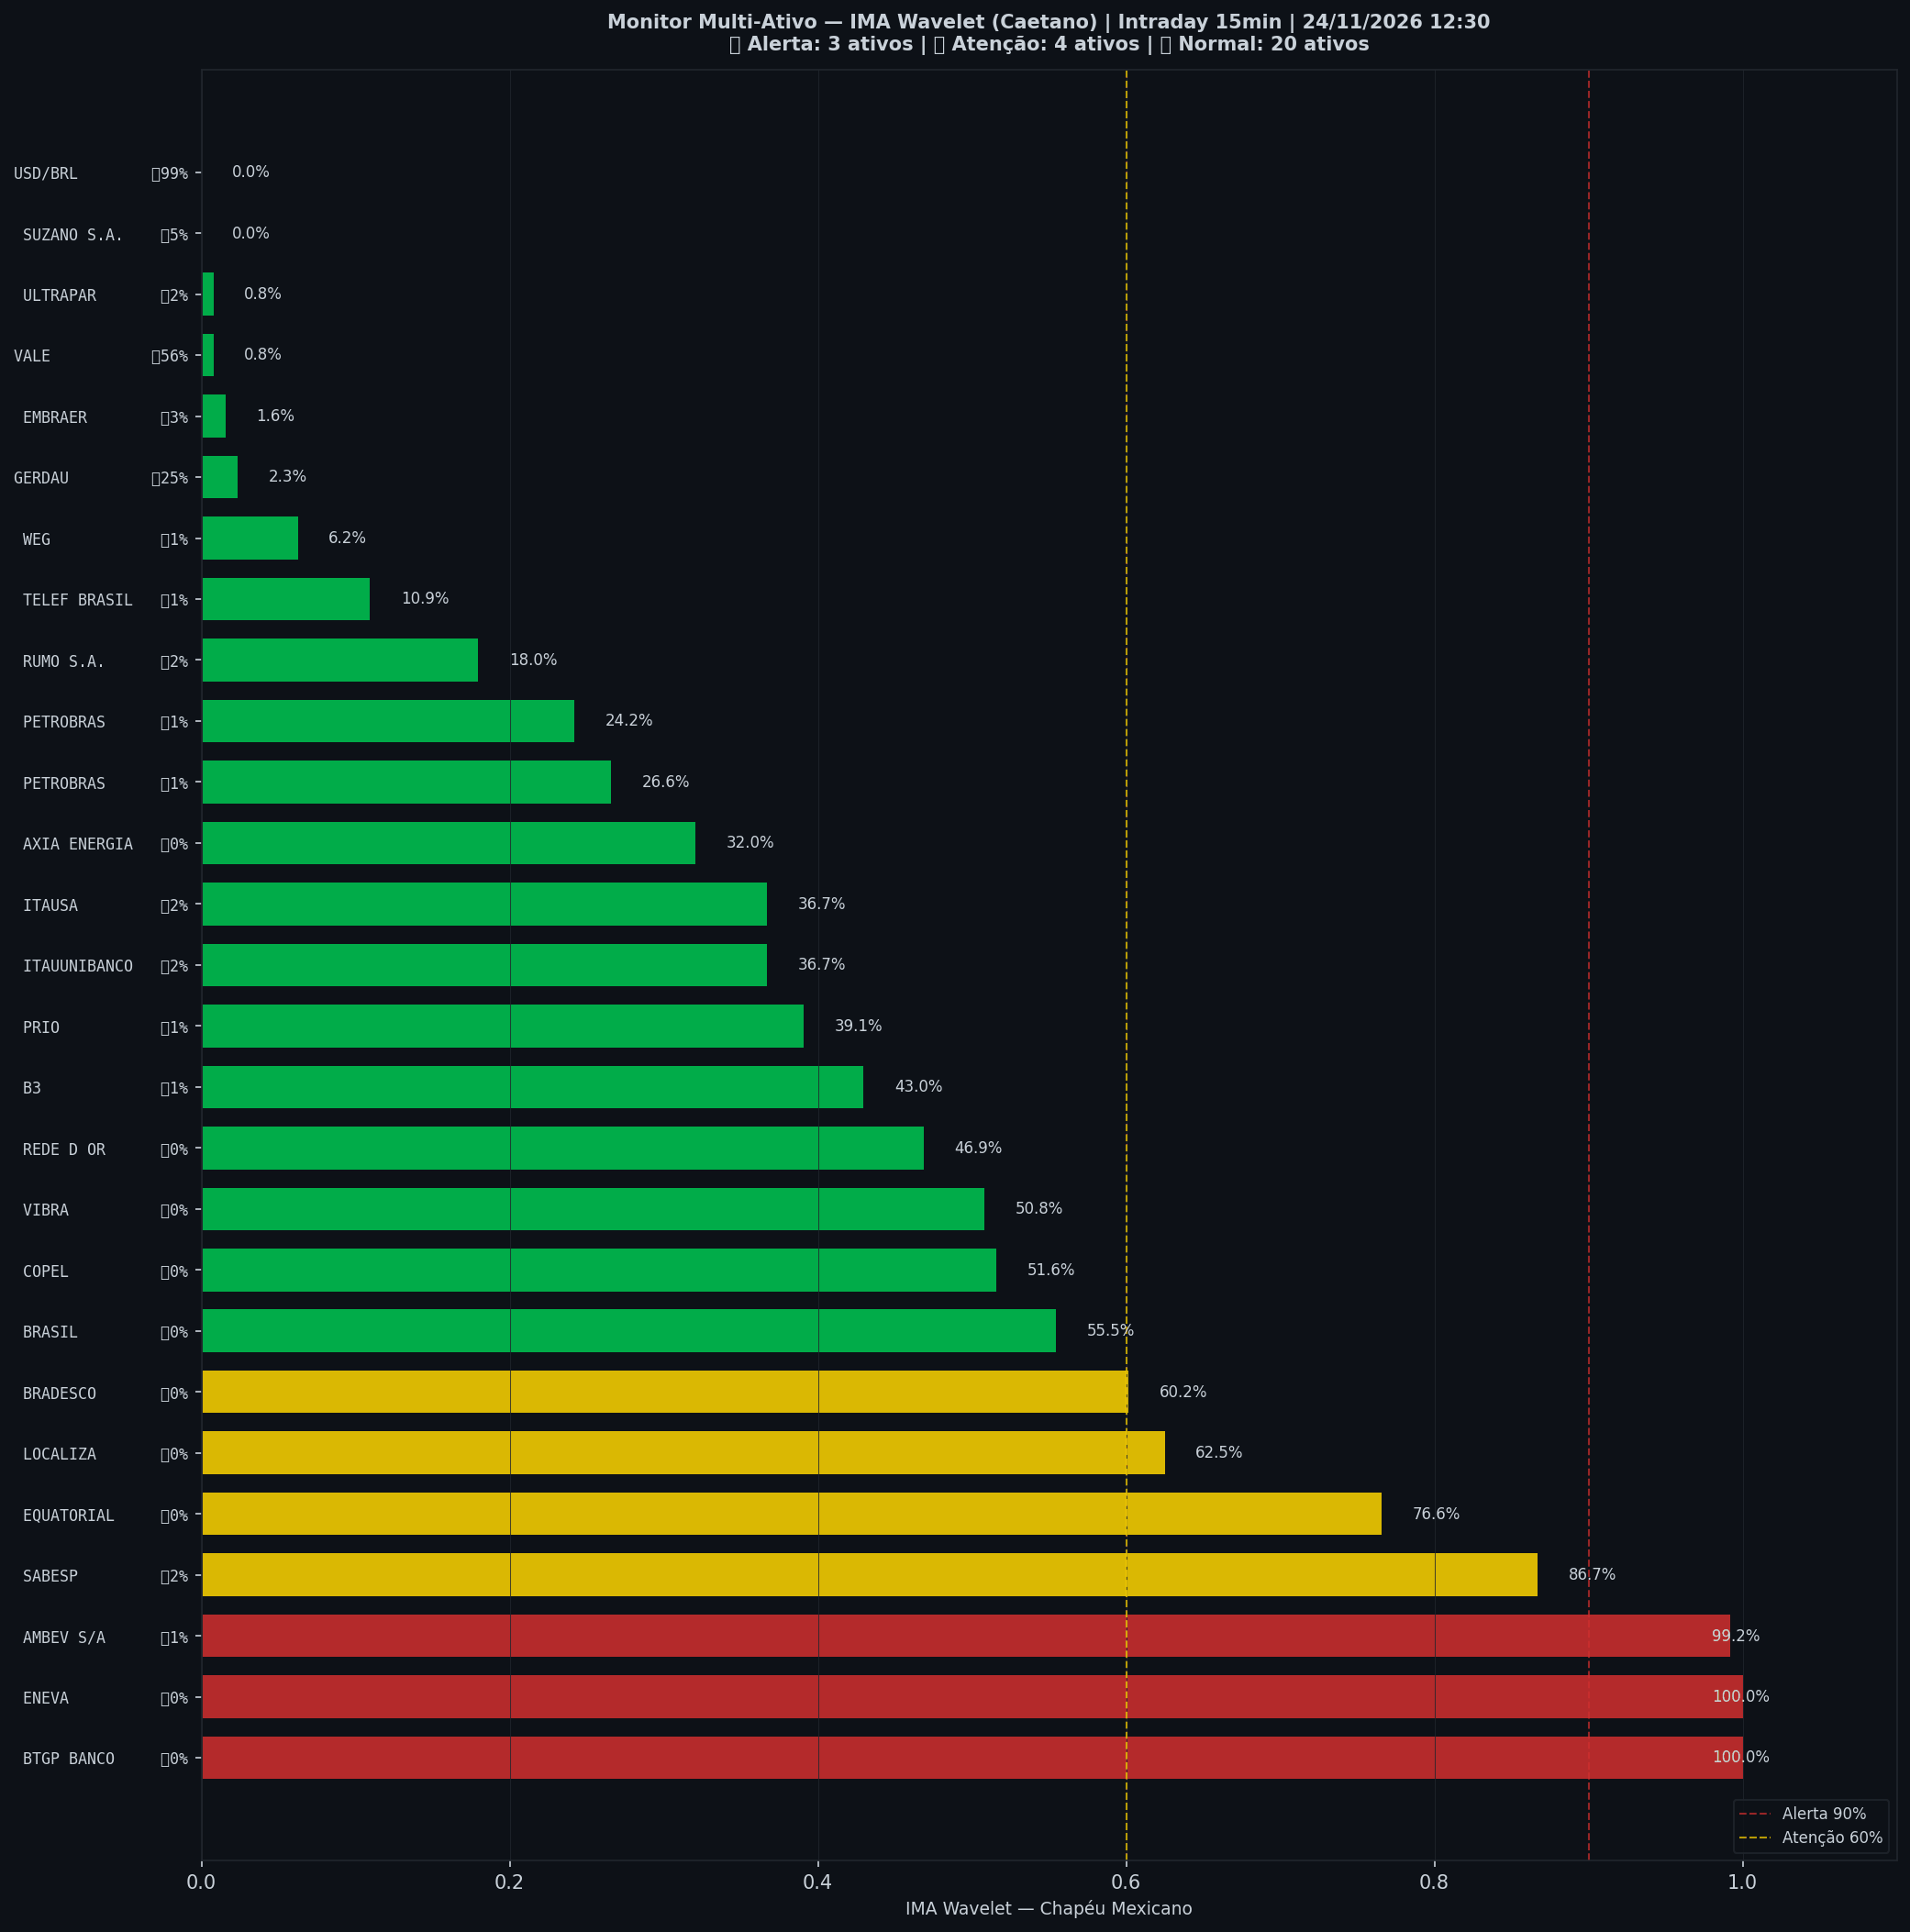 Monitor Multi-Ativo — IMA Wavelet (Caetano) | Intraday 15min | 24/11/2026 12:30
▯ Alerta: 3 ativos | ▯ Atenção: 4 ativos | ▯ Normal: 20 ativos
USD/BRL ▯99% 0.0%
SUZANO S.A. ▯5% 0.0%
ULTRAPAR ▯2% 0.8%
VALE ▯56% 0.8%
EMBRAER ▯3% 1.6%
GERDAU ▯25% 2.3%
WEG ▯1% 6.2%
TELEF BRASIL ▯1% 10.9%
RUMO S.A. ▯2% 18.0%
PETROBRAS ▯1% 24.2%
PETROBRAS ▯1% 26.6%
AXIA ENERGIA ▯0% 32.0%
ITAUSA ▯2% 36.7%
ITAUUNIBANCO ▯2% 36.7%
PRIO ▯1% 39.1%
B3 ▯1% 43.0%
REDE D OR ▯0% 46.9%
VIBRA ▯0% 50.8%
COPEL ▯0% 51.6%
BRASIL ▯0% 55.5%
BRADESCO ▯0% 60.2%
LOCALIZA ▯0% 62.5%
EQUATORIAL ▯0% 76.6%
SABESP ▯2% 86.7%
AMBEV S/A ▯1% 99.2%
ENEVA ▯0% 100.0%
BTGP BANCO ▯0% 100.0%
Alerta 90%
Atenção 60%
0.0 0.2 0.4 0.6 0.8 1.0
IMA Wavelet — Chapéu Mexicano